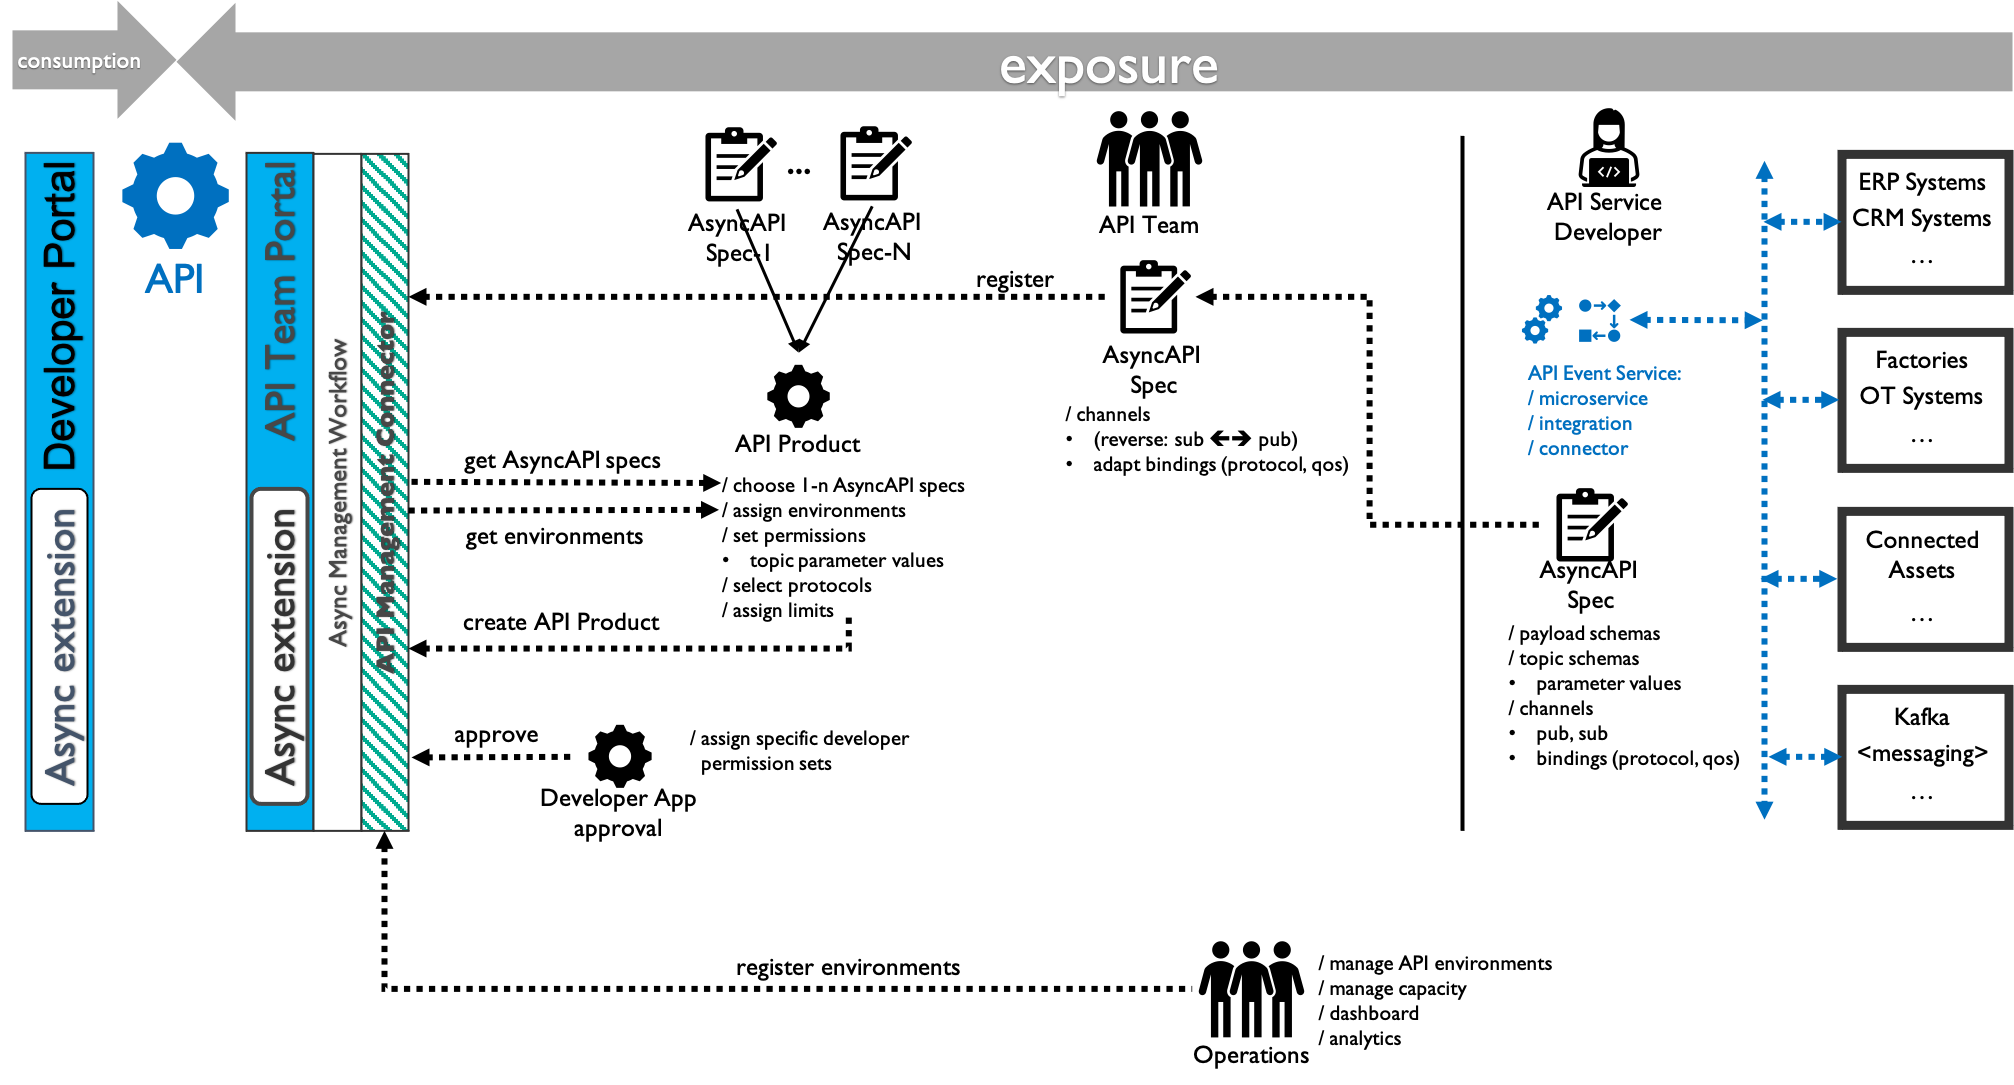 consumption
exposure
Developer Portal
Async extension
API
API Team Portal
Async extension
Async Management Workflow
API Management Connector
AsyncAPI
Spec-1
...
AsyncAPI
Spec-N
API Product
get AsyncAPI specs
get environments
/ choose 1-n AsyncAPI specs
/ assign environments
/ set permissions
• topic parameter values
/ select protocols
/ assign limits
create API Product
approve
Developer App
approval
/ assign specific developer
permission sets
API Team
register
AsyncAPI
Spec
/ channels
• (reverse: sub ←→ pub)
• adapt bindings (protocol, qos)
API Service
Developer
API Event Service:
/ microservice
/ integration
/ connector
AsyncAPI
Spec
/ payload schemas
/ topic schemas
• parameter values
/ channels
• pub, sub
• bindings (protocol, qos)
ERP Systems
CRM Systems
...
Factories
OT Systems
...
Connected
Assets
...
Kafka
<messaging>
...
register environments
Operations
/ manage API environments
/ manage capacity
/ dashboard
/ analytics